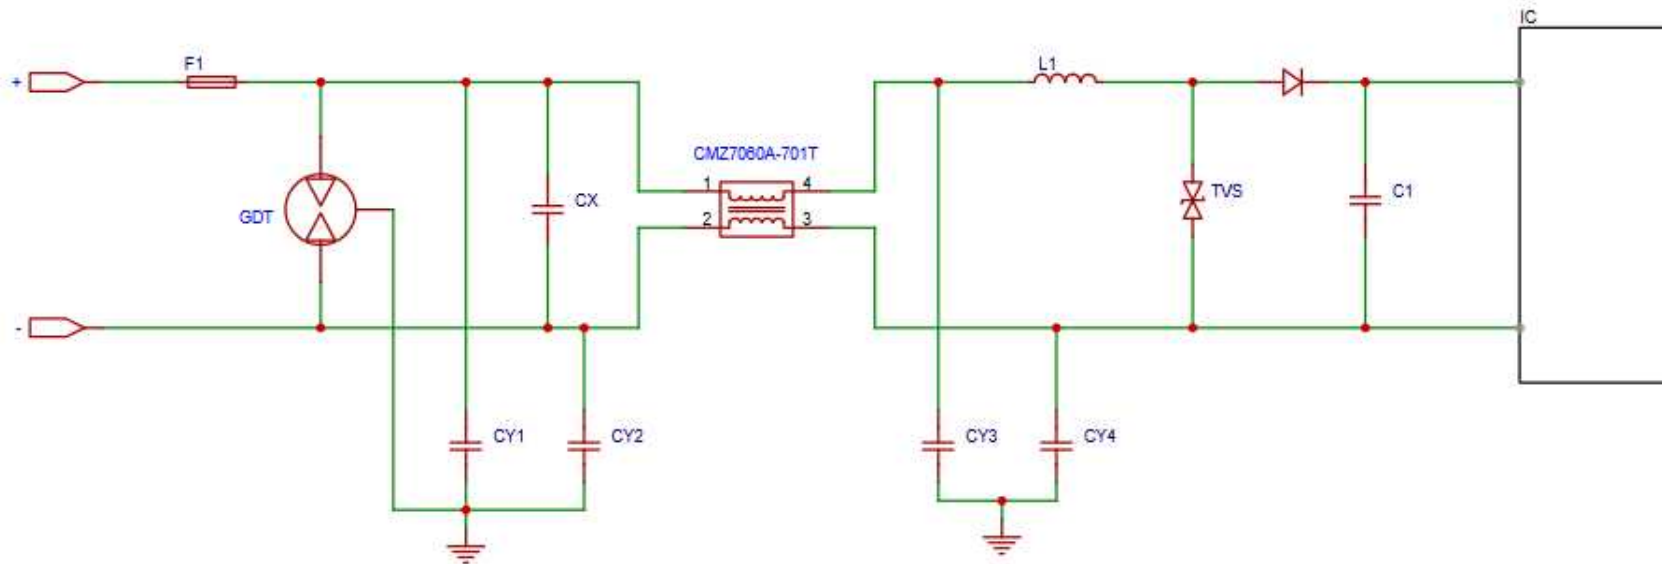 IC
F1
L1
+
CMZ7060A-701T
1
4
CX
TVS
C1
GDT
2
3
-
CY1
CY2
CY3
CY4